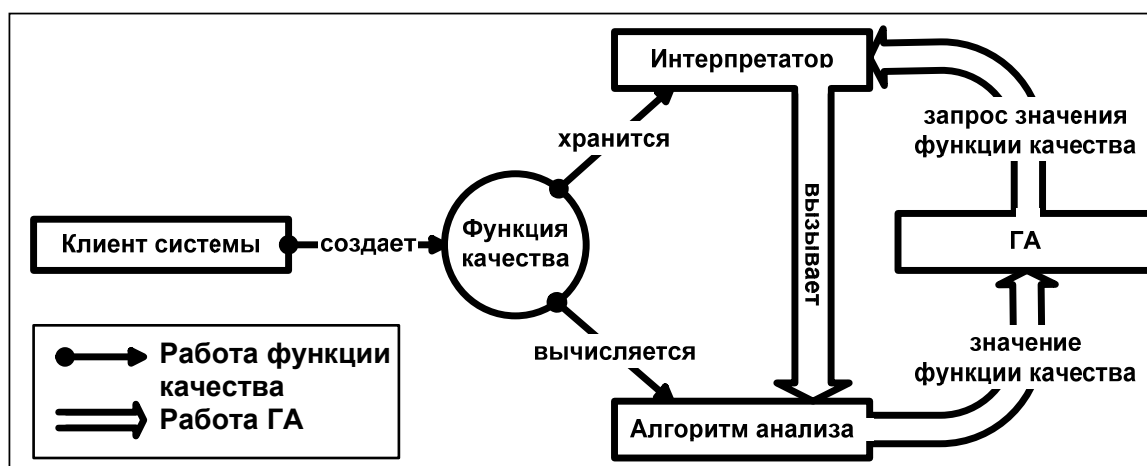 Интерпретатор
запрос значения
функции качества
хранится
вызывает
Функция
качества
Клиент системы
создает
ГА
вычисляется
значение
функции качества
Работа функции
качества
Работа ГА
Алгоритм анализа